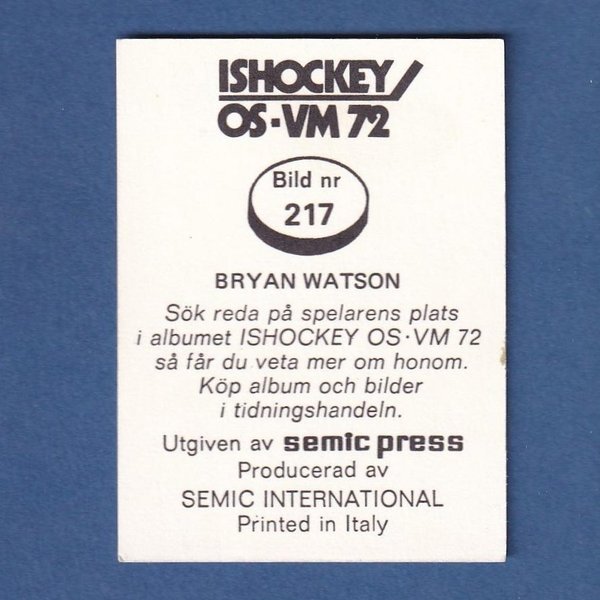 ISHOCKEY
OS·VM 72
Bild nr
217
BRYAN WATSON
Sök reda på spelarens plats
i albumet ISHOCKEY OS·VM 72
så får du veta mer om honom.
Köp album och bilder
i tidningshandeln.
Utgiven av semic press
Producerad av
SEMIC INTERNATIONAL
Printed in Italy